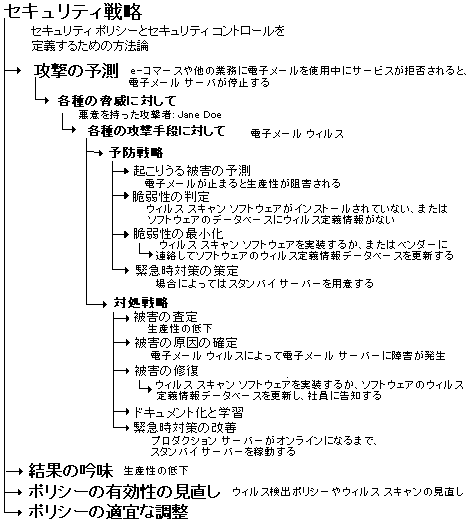 セキュリティ戦略
セキュリティ ポリシーとセキュリティ コントロールを
定義するための方法論
攻撃の予測 e-コマースや他の業務に電子メールを使用中にサービスが拒否されると、
電子メール サーバが停止する
各種の脅威に対して
悪意を持った攻撃者: Jane Doe
各種の攻撃手段に対して 電子メール ウィルス
予防戦略
起こりうる被害の予測
電子メールが止まると生産性が阻害される
脆弱性の判定
ウィルス スキャン ソフトウェアがインストールされていない、または
ソフトウェアのデータベースにウィルス定義情報がない
脆弱性の最小化
ウィルス スキャン ソフトウェアを実装するか、またはベンダーに
連絡してソフトウェアのウィルス定義情報データベースを更新する
緊急時対策の策定
場合によってはスタンバイ サーバーを用意する
対処戦略
被害の査定
生産性の低下
被害の原因の確定
電子メール ウィルスによって電子メール サーバーに障害が発生
被害の修復
ウィルス スキャン ソフトウェアを実装するか、ソフトウェアのウィルス
定義情報データベースを更新し、社員に告知する
ドキュメント化と学習
緊急時対策の改善
プロダクション サーバーがオンラインになるまで、
スタンバイ サーバーを稼動する
結果の吟味 生産性の低下
ポリシーの有効性の見直し ウィルス検出ポリシーやウィルス スキャンの見直し
ポリシーの適宜な調整